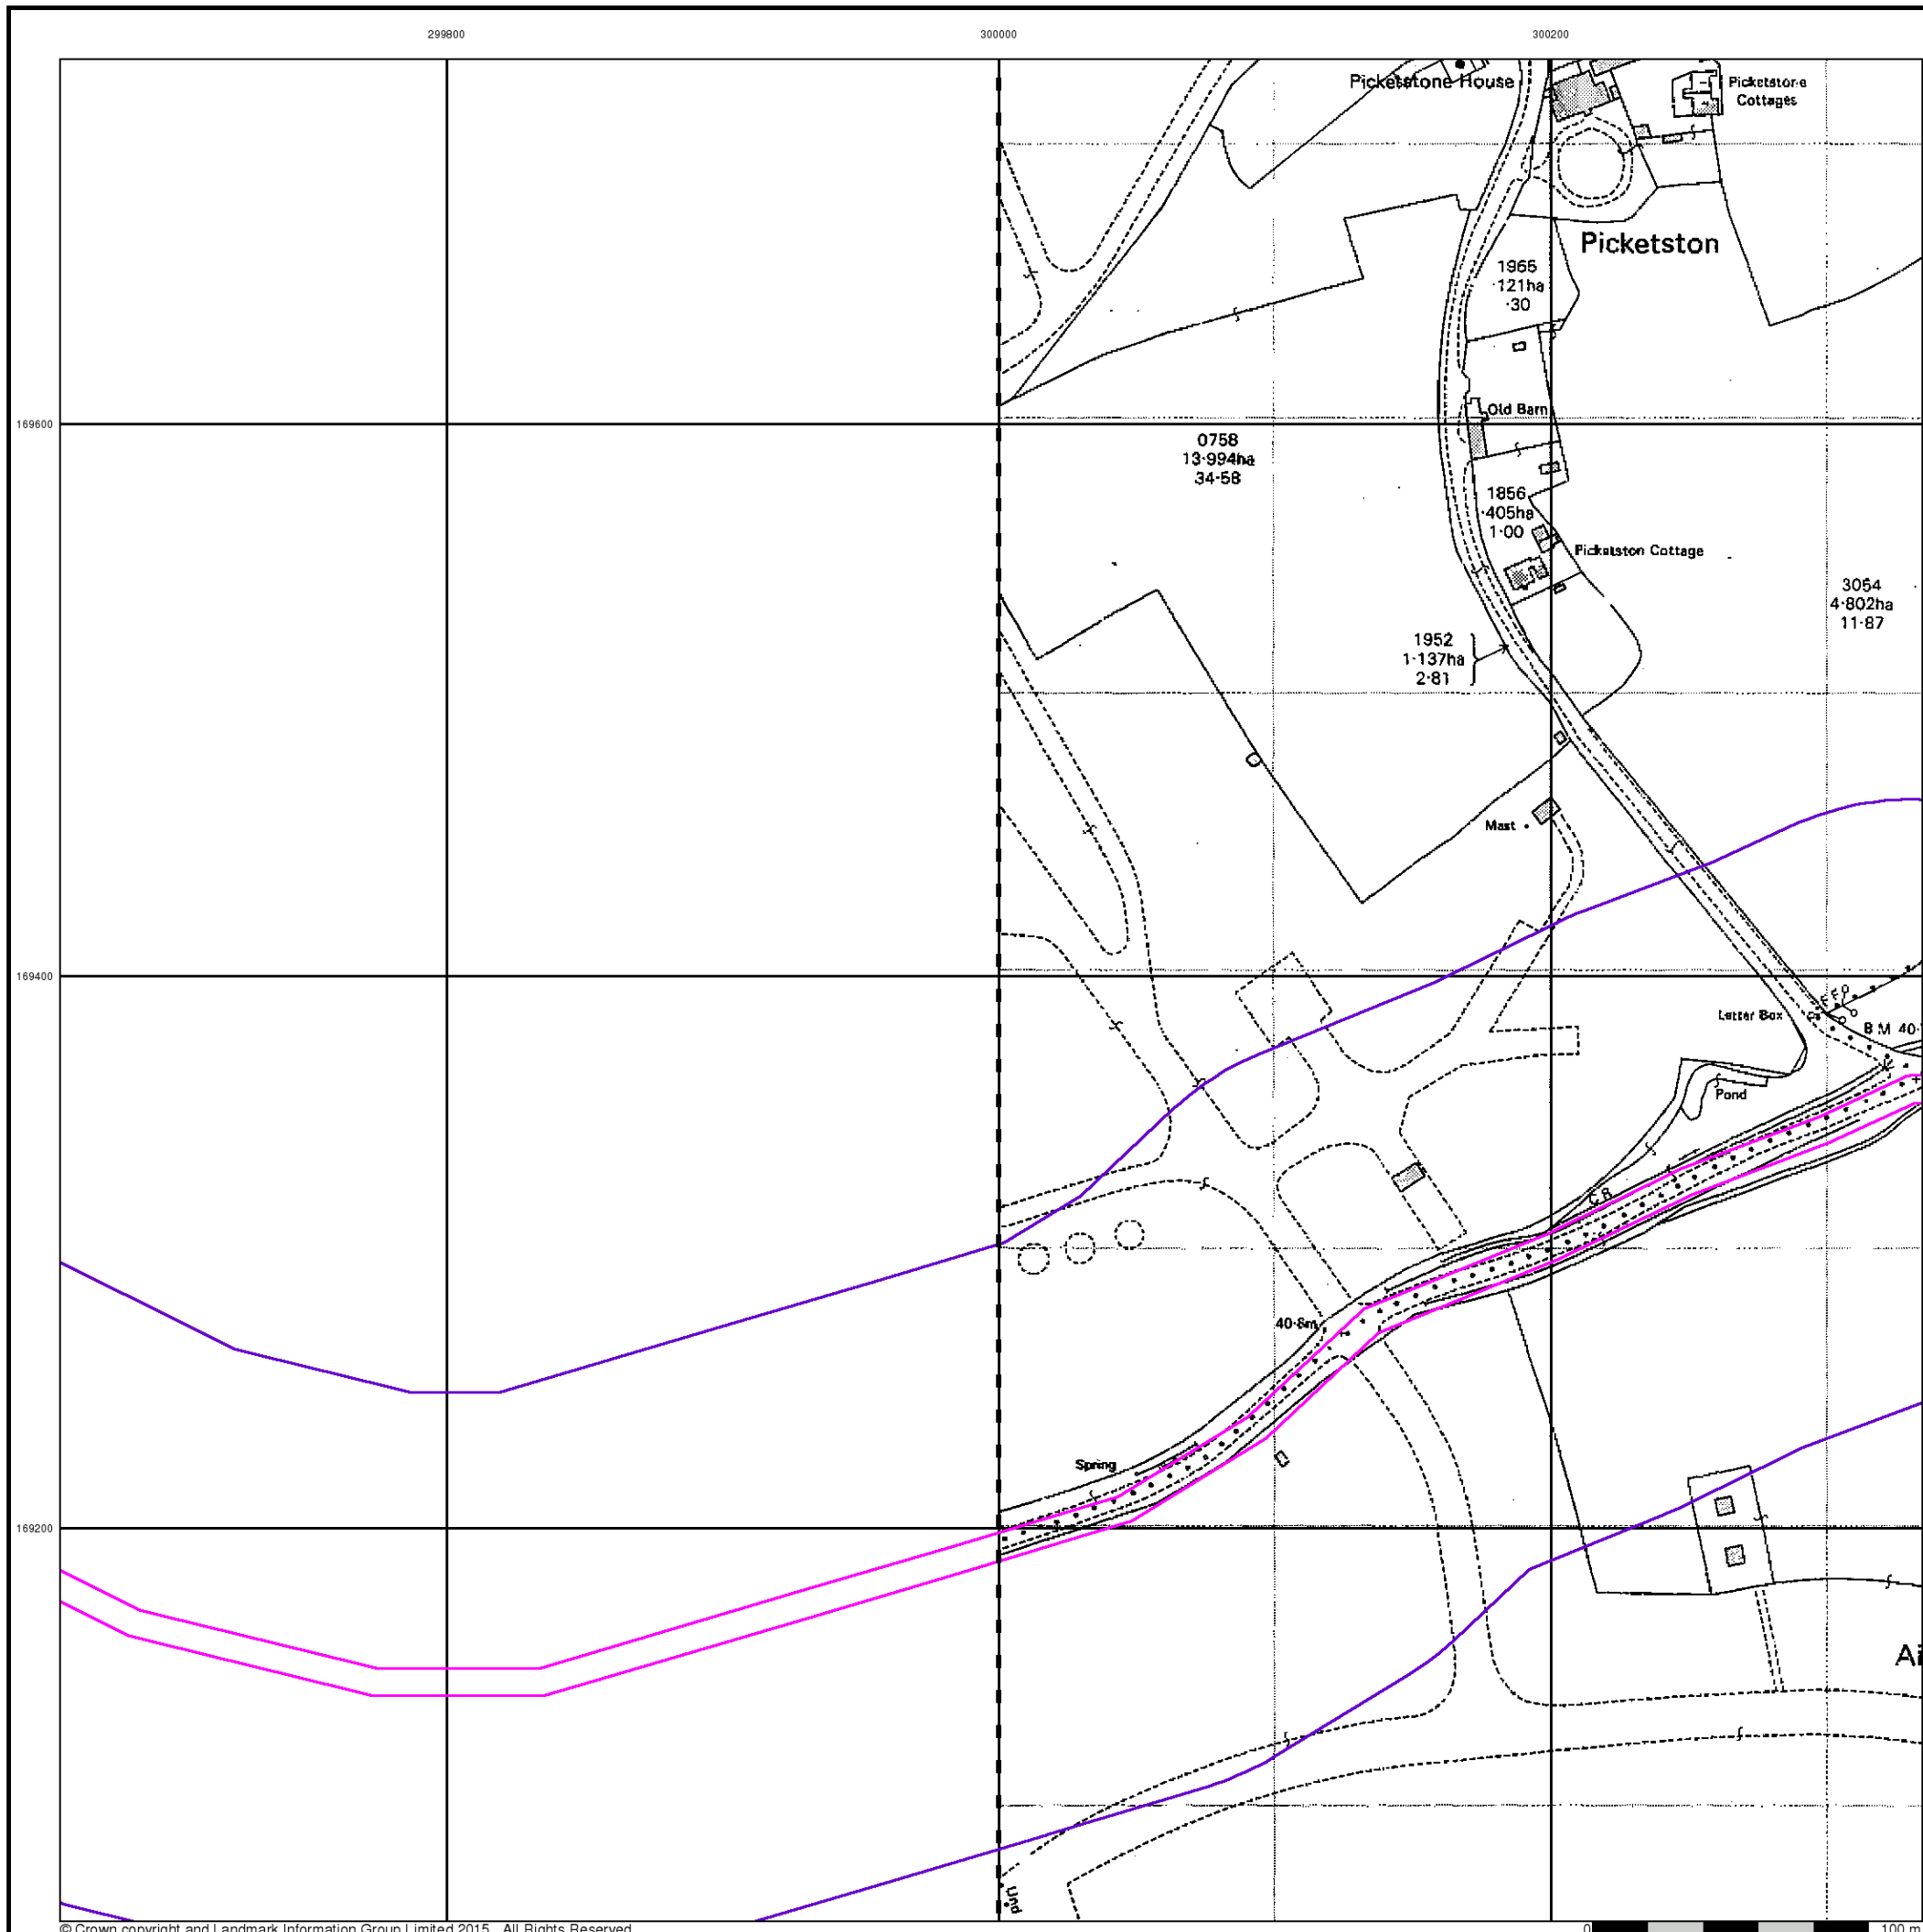 299800
300000
300200
Picketstone House
Picketstone
Cottages
Picketston
1965
·121ha
·30
Old Barn
169600
0758
13·994ha
34·58
1856
·405ha
1·00
Picketston Cottage
3054
4·802ha
11·87
1952
1·137ha
2·81
Mast
169400
Letter Box
B M 40·
Pond
C R
40·8m
Spring
169200
Ai
Und
© Crown copyright and Landmark Information Group Limited 2015. All Rights Reserved.
0
100 m